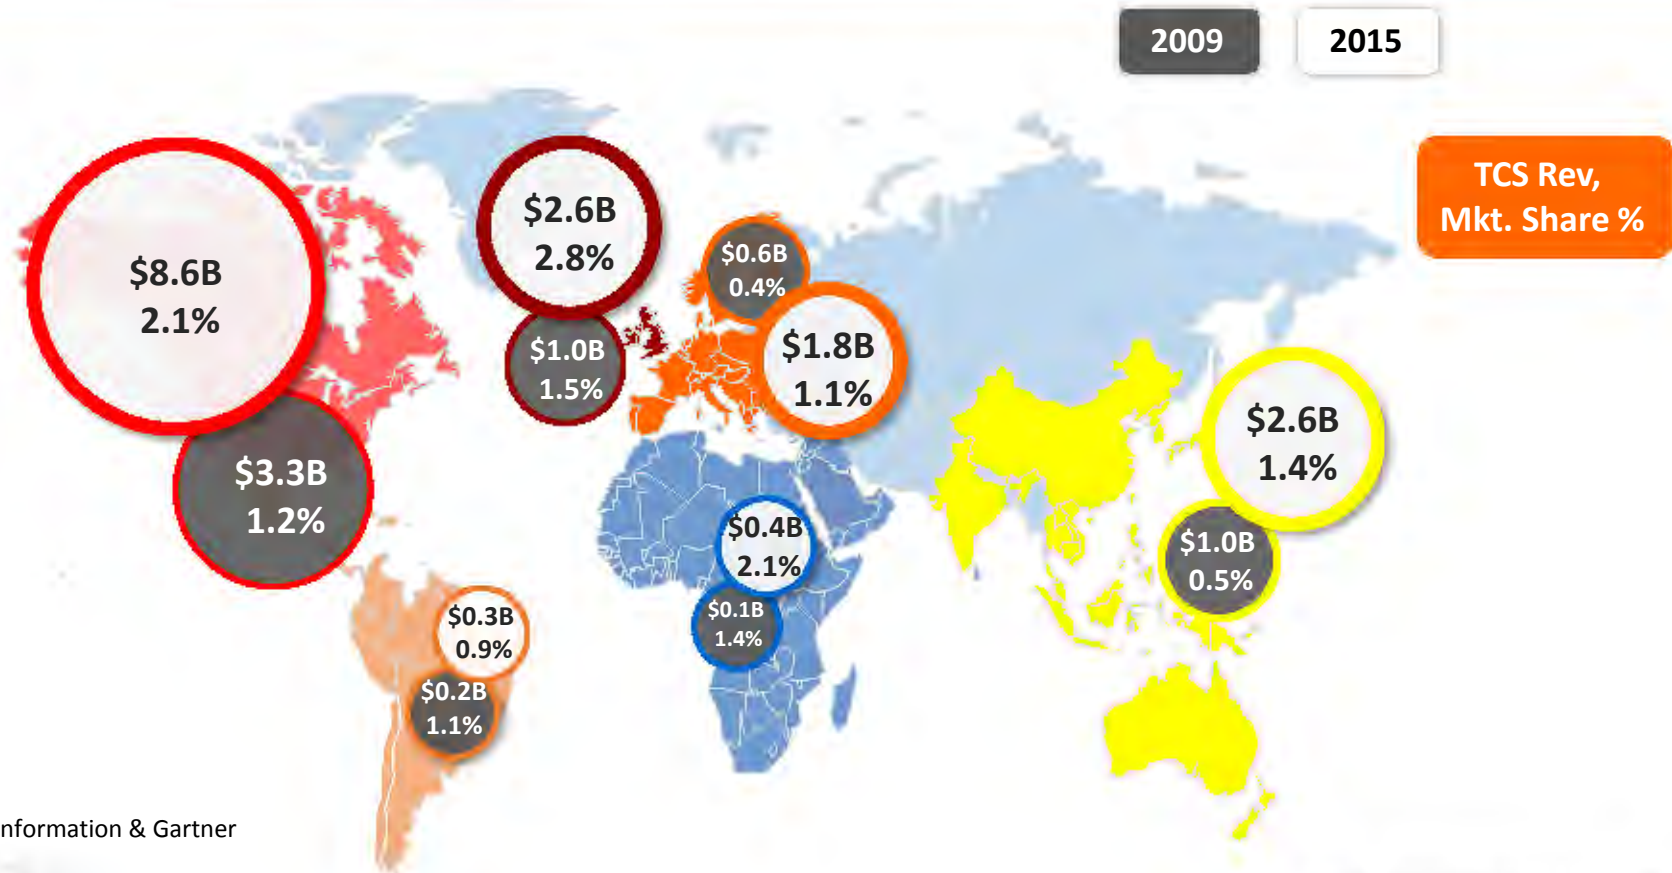 2009
2015
TCS Rev,
Mkt. Share %
$8.6B
2.1%
$3.3B
1.2%
$2.6B
2.8%
$1.0B
1.5%
$0.6B
0.4%
$1.8B
1.1%
$2.6B
1.4%
$1.0B
0.5%
$0.4B
2.1%
$0.1B
1.4%
$0.3B
0.9%
$0.2B
1.1%
nformation & Gartner